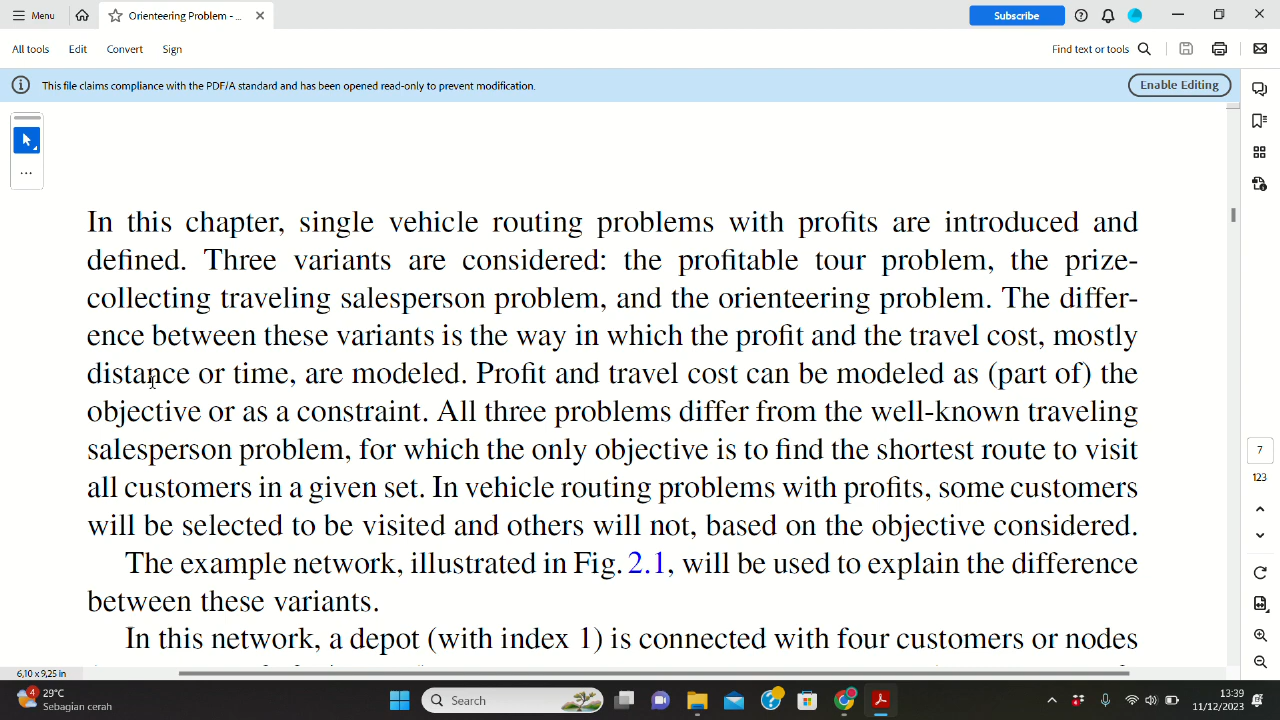 Menu
Orienteering Problem - ...
Subscribe
All tools Edit Convert Sign
Find text or tools
This file claims compliance with the PDF/A standard and has been opened read-only to prevent modification.
Enable Editing
In this chapter, single vehicle routing problems with profits are introduced and
defined. Three variants are considered: the profitable tour problem, the prize-
collecting traveling salesperson problem, and the orienteering problem. The differ-
ence between these variants is the way in which the profit and the travel cost, mostly
distance or time, are modeled. Profit and travel cost can be modeled as (part of) the
objective or as a constraint. All three problems differ from the well-known traveling
salesperson problem, for which the only objective is to find the shortest route to visit
all customers in a given set. In vehicle routing problems with profits, some customers
will be selected to be visited and others will not, based on the objective considered.
The example network, illustrated in Fig. 2.1, will be used to explain the difference
between these variants.
In this network, a depot (with index 1) is connected with four customers or nodes
7
123
6,10 x 9,25 in
4
29°C
Sebagian cerah
Search
13:39
11/12/2023